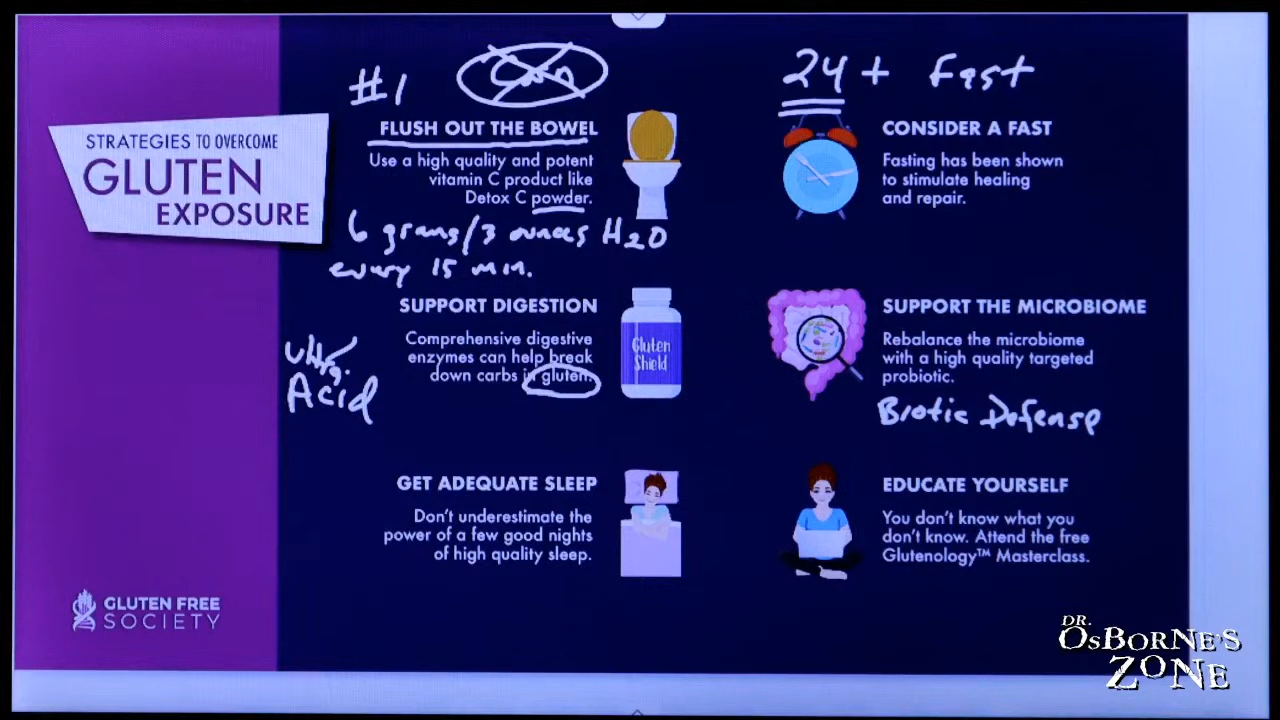 STRATEGIES TO OVERCOME
GLUTEN
EXPOSURE
#1
FLUSH OUT THE BOWEL
Use a high quality and potent
vitamin C product like
Detox C powder.
6 grams/3 ounces H2O
every 15 min.
24+ Fast
CONSIDER A FAST
Fasting has been shown
to stimulate healing
and repair.
SUPPORT DIGESTION
Comprehensive digestive
enzymes can help break
down carbs in gluten.
Acid
Gluten
Shield
SUPPORT THE MICROBIOME
Rebalance the microbiome
with a high quality targeted
probiotic.
Biotic Defense
GET ADEQUATE SLEEP
Don't underestimate the
power of a few good nights
of high quality sleep.
EDUCATE YOURSELF
You don't know what you
don't know. Attend the free
Glutenology™ Masterclass.
GLUTEN FREE
SOCIETY
DR.
OSBORNE'S
ZONE